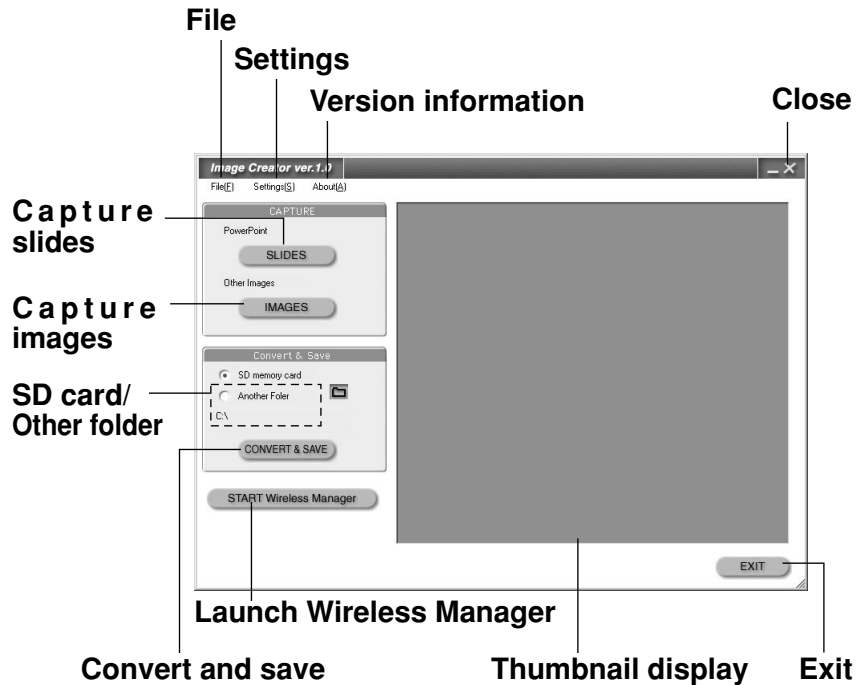 File
Settings
Version information
Close
Image Creator ver.1.0
File(F) Settings(S) About(A)
Capture
slides
CAPTURE
PowerPoint
SLIDES
Other Images
Capture
images
IMAGES
Convert & Save
SD card/
Other folder
SD memory card
Another Foler
C:\
CONVERT & SAVE
START Wireless Manager
EXIT
Launch Wireless Manager
Convert and save
Thumbnail display
Exit